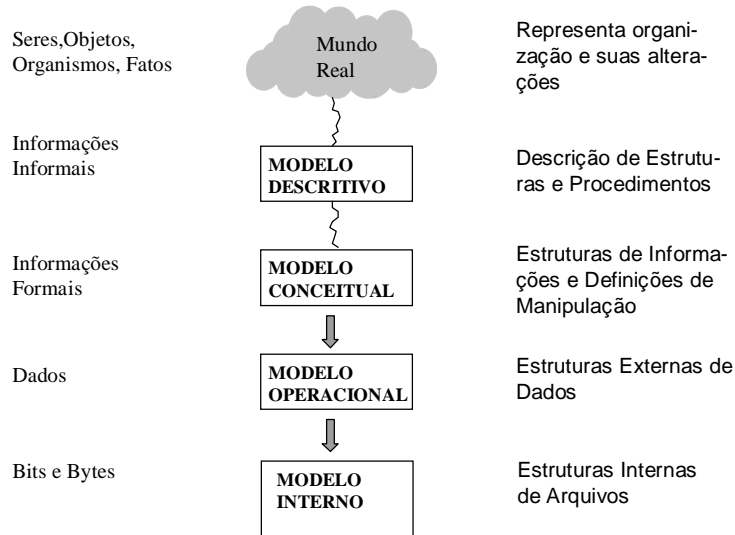 Seres,Objetos,
Organismos, Fatos
Mundo
Real
Representa organi-
zação e suas altera-
ções
Informações
Informais
MODELO
DESCRITIVO
Descrição de Estrutu-
ras e Procedimentos
Informações
Formais
MODELO
CONCEITUAL
Estruturas de Informa-
ções e Definições de
Manipulação
Dados
MODELO
OPERACIONAL
Estruturas Externas de
Dados
Bits e Bytes
MODELO
INTERNO
Estruturas Internas
de Arquivos